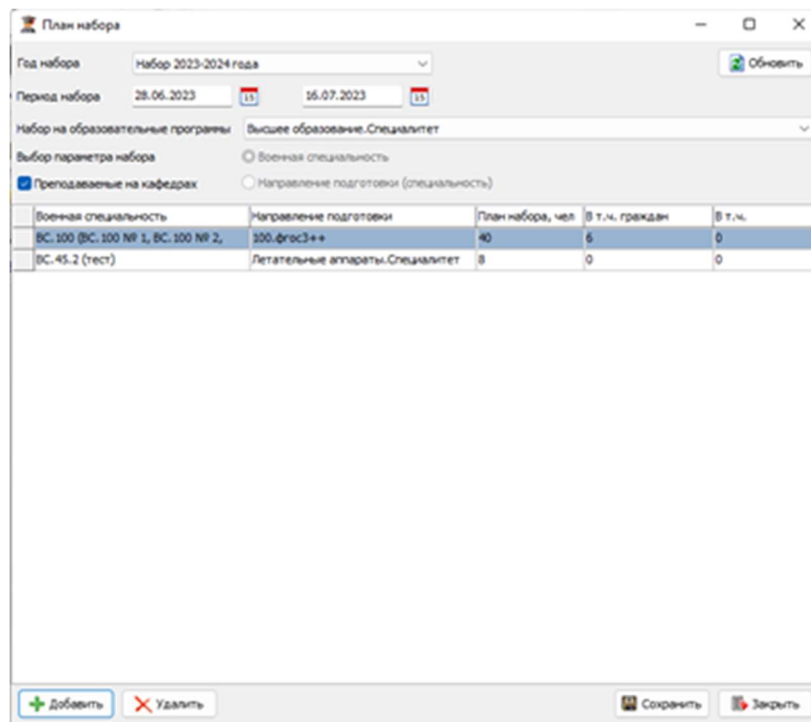 План набора
Год набора Набор 2023-2024 года Обновить
Период набора 28.06.2023 15 16.07.2023 15
Набор на образовательные программы Высшее образование.Специалитет
Выбор параметра набора Военная специальность
Преподаваемые на кафедрах Направление подготовки (специальность)
Военная специальность Направление подготовки План набора, чел В т.ч. граждан В т.ч.
ВС.100 (ВС.100 № 1, ВС.100 № 2, 100.фгос3++ 40 6 0
ВС.45.2 (тест) Летательные аппараты.Специалитет 8 0 0
Добавить Удалить Сохранить Закрыть